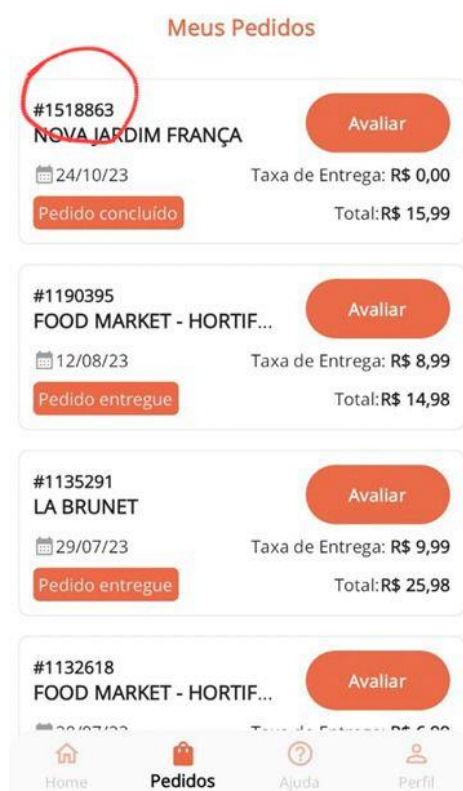 Meus Pedidos
#1518863
NOVA JARDIM FRANÇA
Avaliar
24/10/23
Taxa de Entrega: R$ 0,00
Pedido concluído
Total:R$ 15,99
#1190395
FOOD MARKET - HORTIF...
Avaliar
12/08/23
Taxa de Entrega: R$ 8,99
Pedido entregue
Total:R$ 14,98
#1135291
LA BRUNET
Avaliar
29/07/23
Taxa de Entrega: R$ 9,99
Pedido entregue
Total:R$ 25,98
#1132618
FOOD MARKET - HORTIF...
Avaliar
Home
Pedidos
Ajuda
Perfil